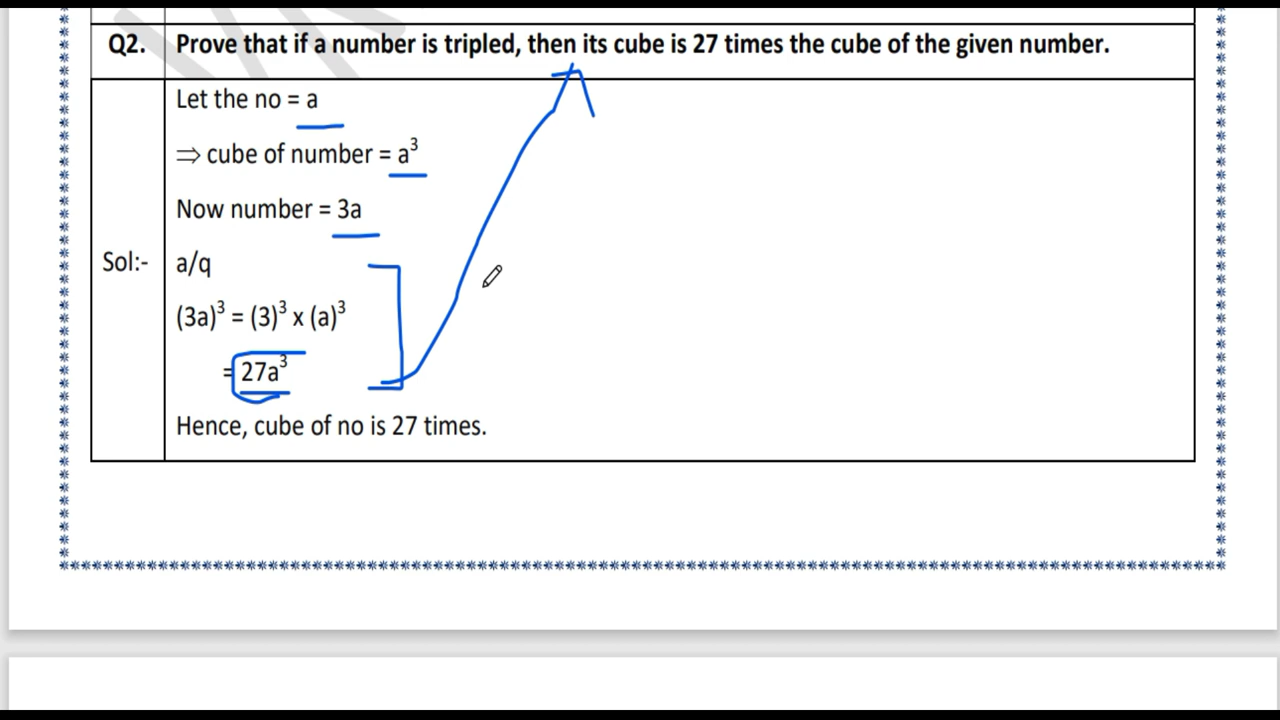 Q2. Prove that if a number is tripled, then its cube is 27 times the cube of the given number.
Let the no = a
⇒ cube of number = a³
Now number = 3a
Sol:- a/q
(3a)³ = (3)³ x (a)³
= 27a³
Hence, cube of no is 27 times.